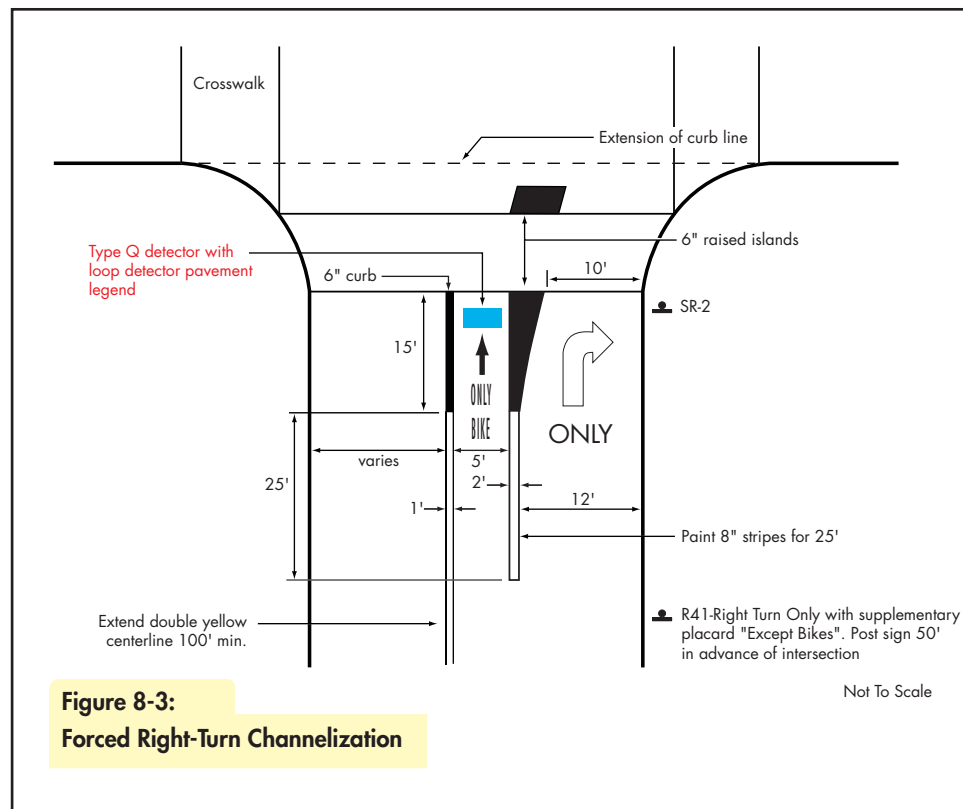 Crosswalk
Extension of curb line
Type Q detector with
loop detector pavement
legend
6" curb
6" raised islands
10'
SR-2
15'
ONLY
BIKE
ONLY
varies
5'
25'
2'
1'
12'
Paint 8" stripes for 25'
Extend double yellow
centerline 100' min.
R41-Right Turn Only with supplementary
placard "Except Bikes". Post sign 50'
in advance of intersection
Not To Scale
Figure 8-3:
Forced Right-Turn Channelization